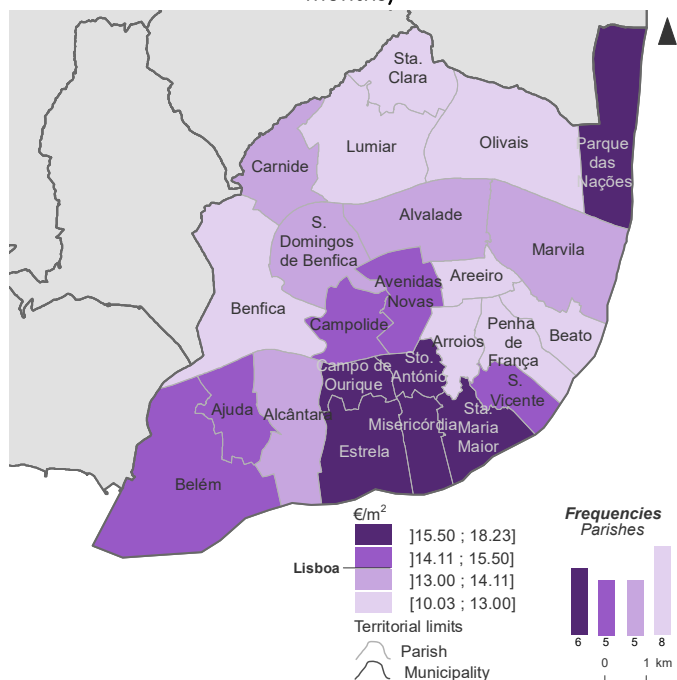 months)
Sta.
Clara
Lumiar
Olivais
Parque
das
Nações
Carnide
Alvalade
S.
Domingos
de Benfica
Marvila
Avenidas
Novas
Areeiro
Benfica
Campolide
Arroios
Penha
de
França
Beato
Campo de
Ourique
Sto.
António
S.
Vicente
Ajuda
Alcântara
Misericórdia
Sta.
Maria
Maior
Estrela
Belém
€/m²
]15.50 ; 18.23]
]14.11 ; 15.50]
Lisboa
]13.00 ; 14.11]
]10.03 ; 13.00]
Territorial limits
Parish
Municipality
Frequencies
Parishes
6 5 5 8
0 1 km